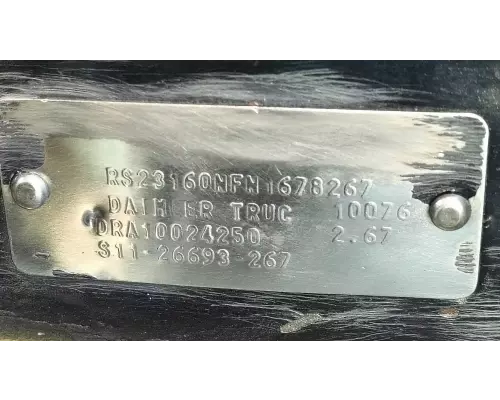 RS23160NFN1678267
DAIMLER TRUC 10076
DRA10024250 2.67
S11-26693-267